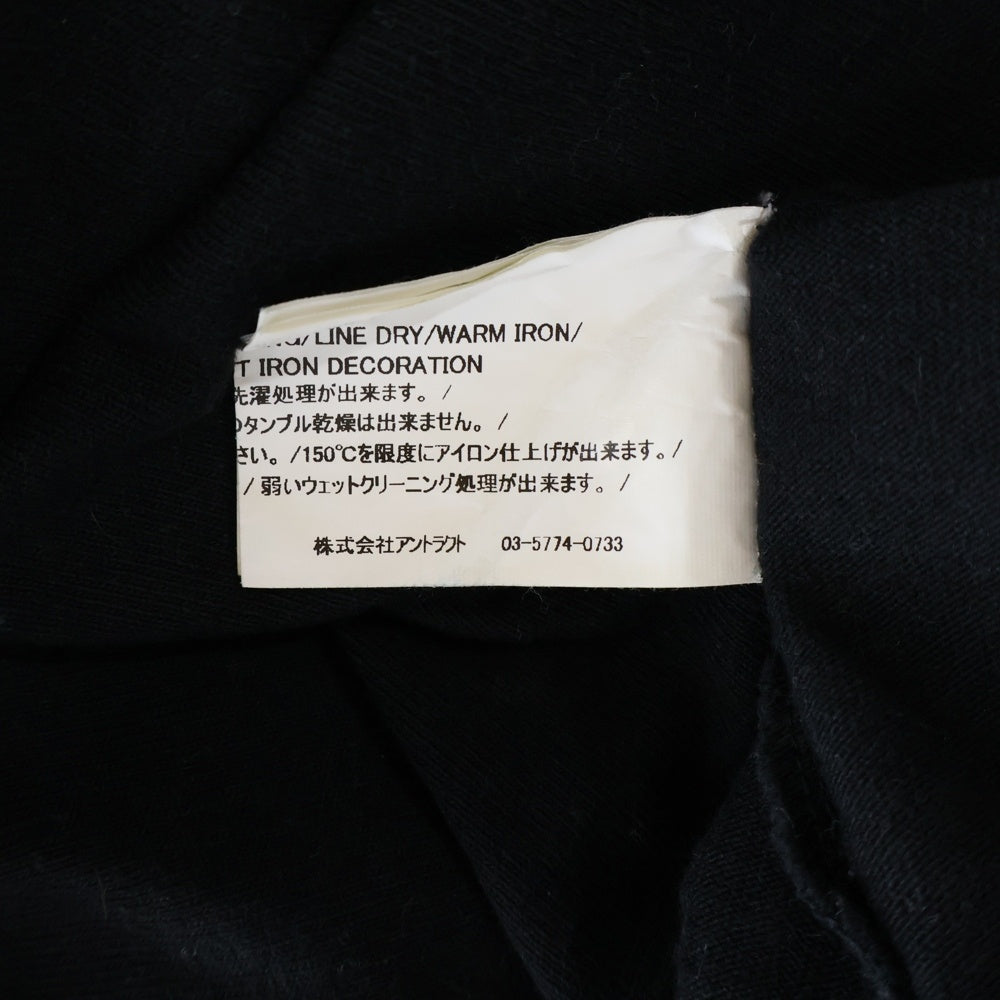 /LINE DRY/WARM IRON/
T IRON DECORATION
先濯処理が出来ます。 /
のタンブル乾燥は出来ません。 /
さい。 /150℃を限度にアイロン仕上げが出来ます。 /
/ 弱いウェットクリーニング処理が出来ます。 /
株式会社アントラクト 03-5774-0733